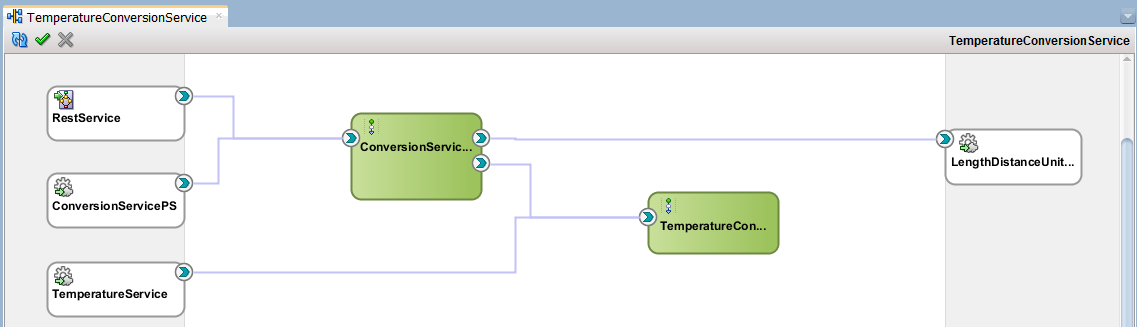 TemperatureConversionService
TemperatureConversionService
RestService
ConversionServic...
LengthDistanceUnit...
ConversionServicePS
TemperatureCon...
TemperatureService